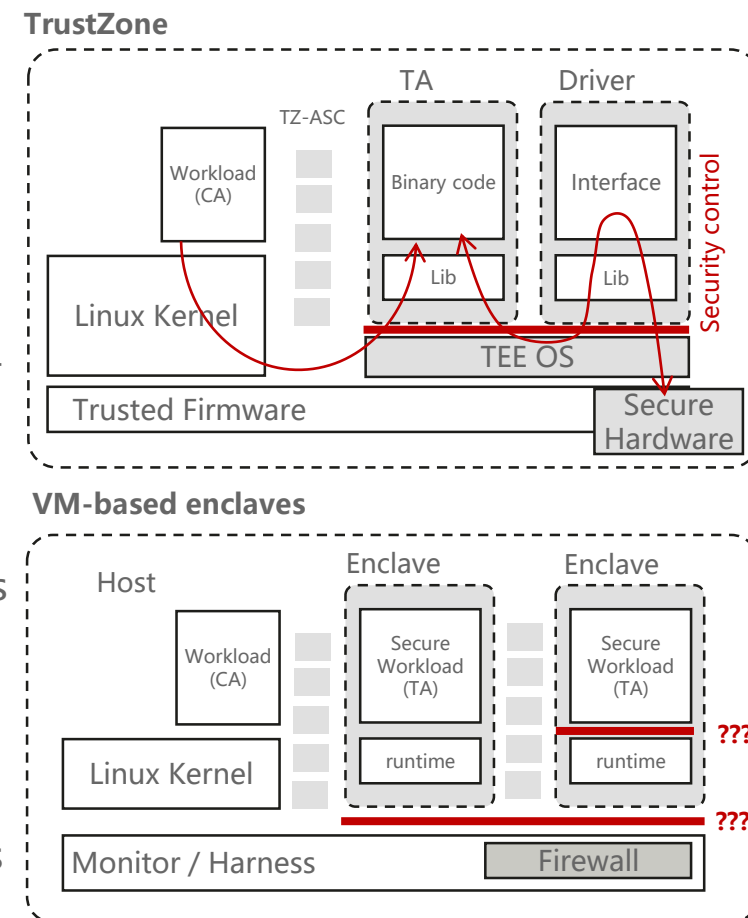 TrustZone
TA
Driver
TZ-ASC
Workload
(CA)
Binary code
Interface
Lib
Lib
Security control
Linux Kernel
TEE OS
Trusted Firmware
Secure
Hardware
VM-based enclaves
s
Host
Enclave
Enclave
Workload
(CA)
Secure
Workload
(TA)
Secure
Workload
(TA)
???
runtime
runtime
Linux Kernel
???
s
Monitor / Harness
Firewall